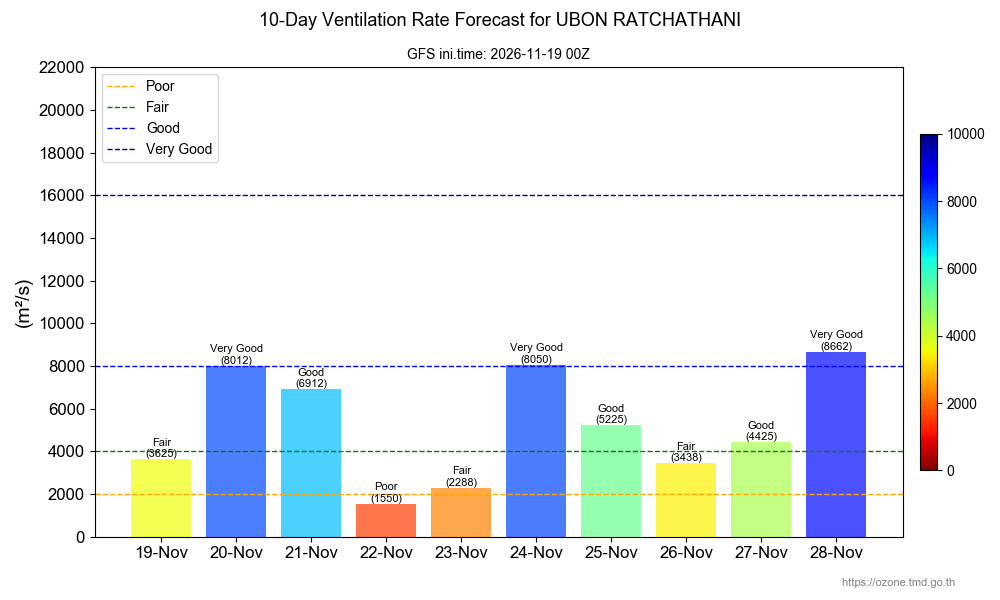 10-Day Ventilation Rate Forecast for UBON RATCHATHANI
GFS ini.time: 2026-11-19 00Z
22000
20000
18000
16000
14000
12000
10000
8000
6000
4000
2000
0
(m²/s)
Poor
Fair
Good
Very Good
Fair
(3625)
Very Good
(8012)
Good
(6912)
Poor
(1550)
Fair
(2288)
Very Good
(8050)
Good
(5225)
Fair
(3438)
Good
(4425)
Very Good
(8662)
19-Nov
20-Nov
21-Nov
22-Nov
23-Nov
24-Nov
25-Nov
26-Nov
27-Nov
28-Nov
10000
8000
6000
4000
2000
0
https://ozone.tmd.go.th